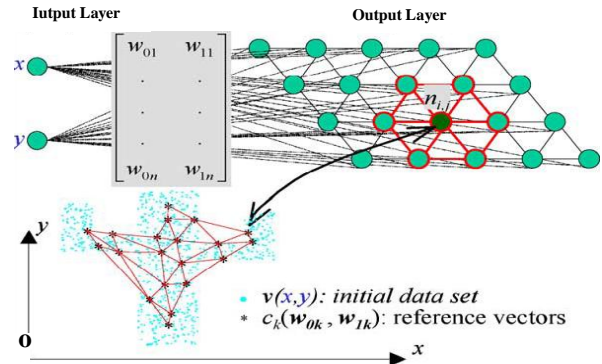 Iutput Layer
Output Layer
x
y
w01 w11
. .
. .
. .
w0n w1n
ni,j
y
v(x,y): initial data set
* ck(w0k , w1k): reference vectors
o
x